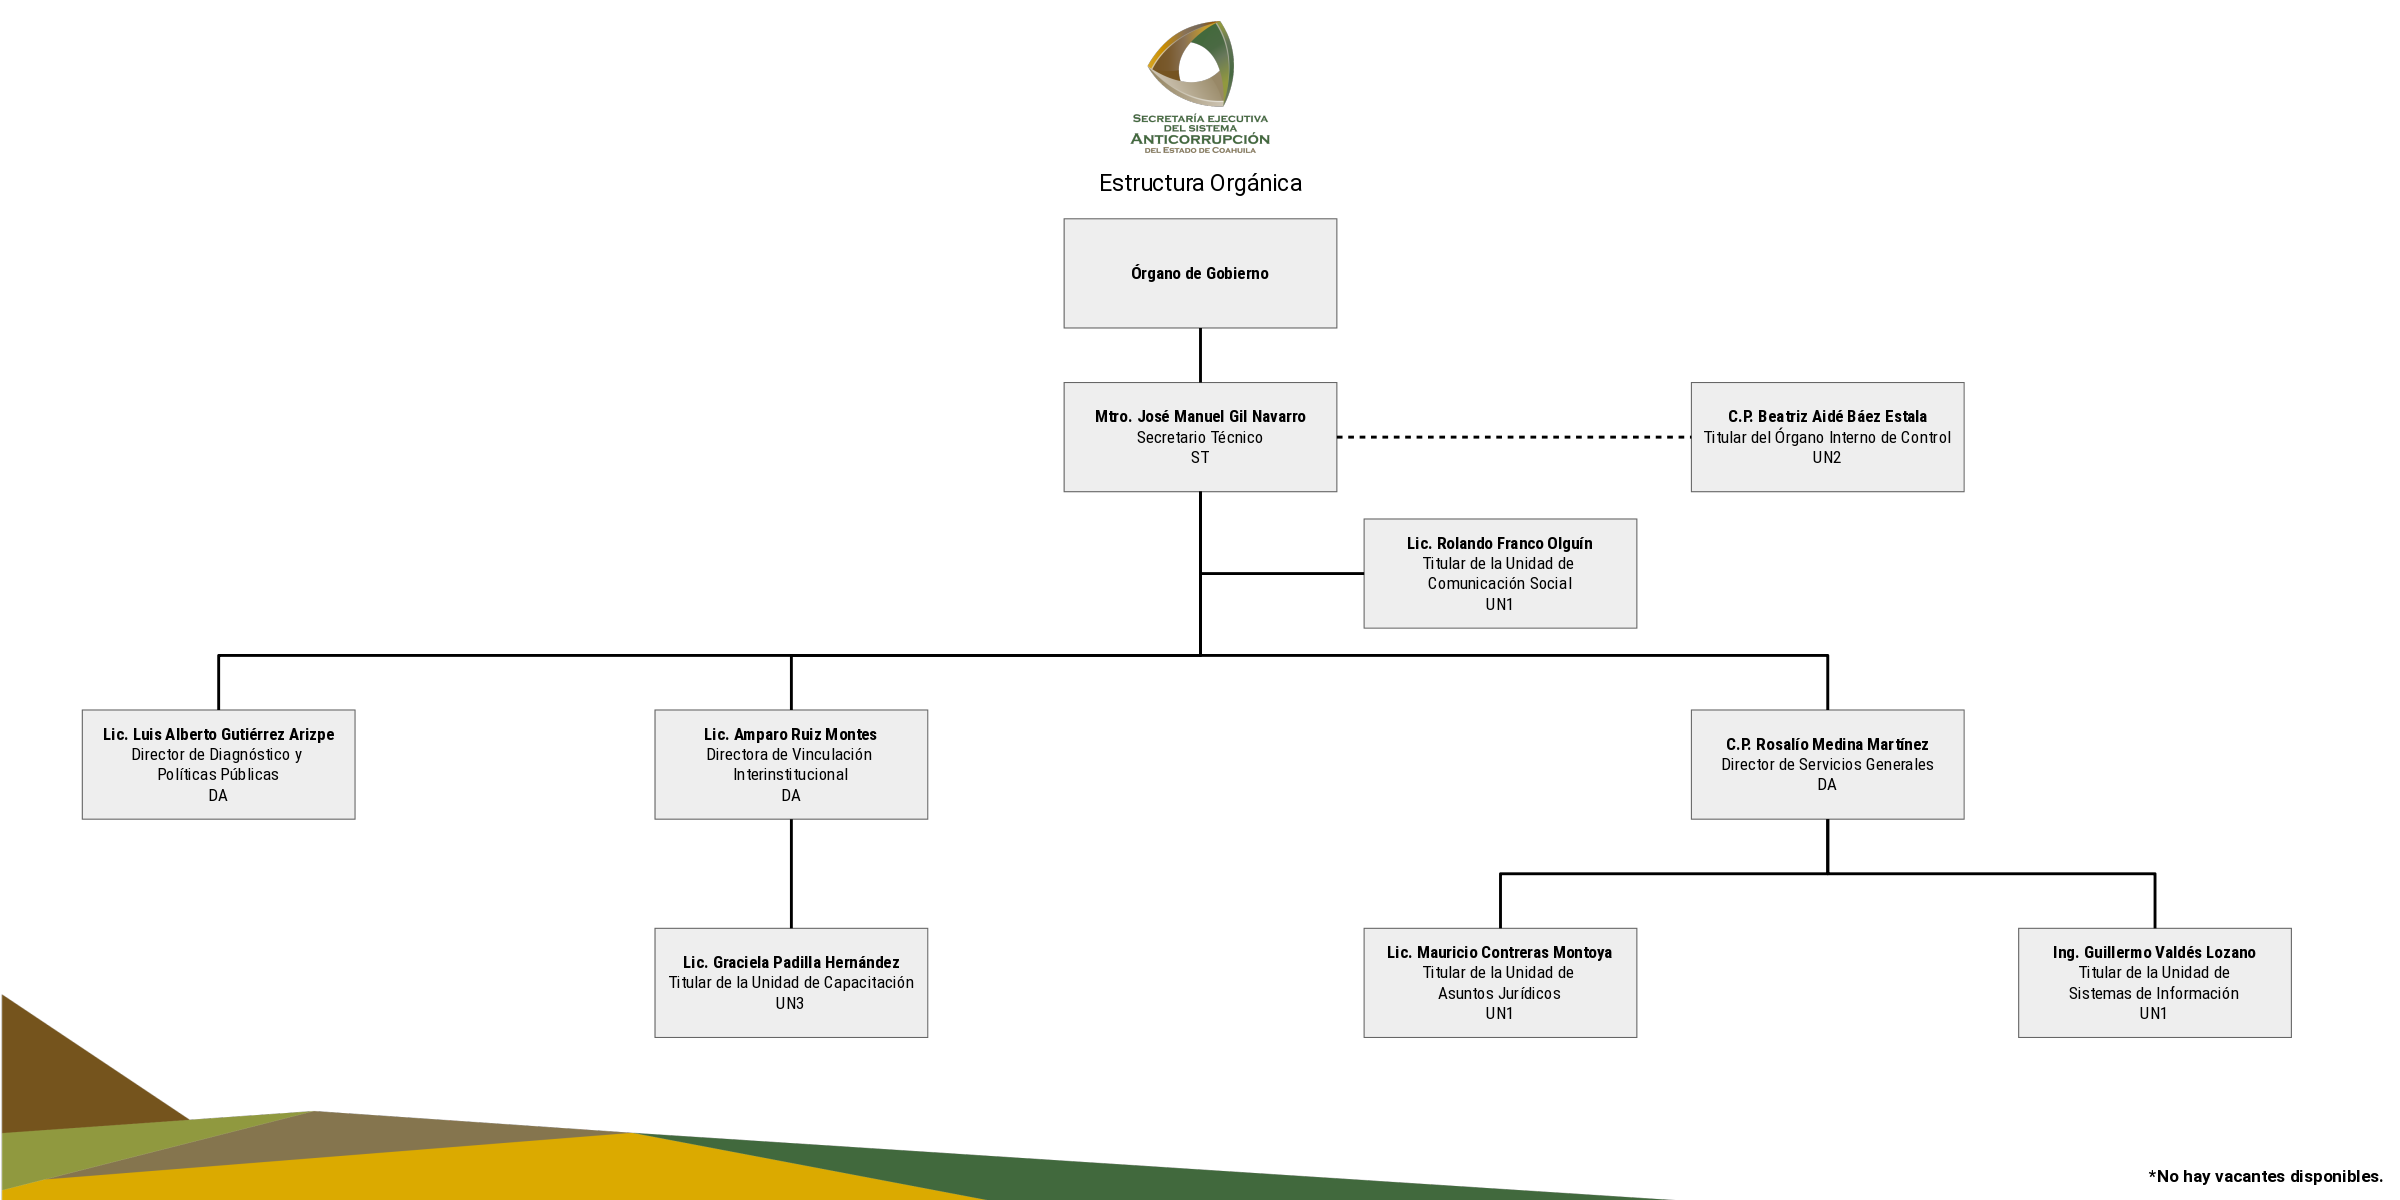 SECRETARÍA EJECUTIVA
DEL SISTEMA
ANTICORRUPCIÓN
DEL ESTADO DE COAHUILA
Estructura Orgánica
Órgano de Gobierno
Mtro. José Manuel Gil Navarro
Secretario Técnico
ST
C.P. Beatriz Aidé Báez Estala
Titular del Órgano Interno de Control
UN2
Lic. Rolando Franco Olguín
Titular de la Unidad de
Comunicación Social
UN1
Lic. Luis Alberto Gutiérrez Arizpe
Director de Diagnóstico y
Políticas Públicas
DA
Lic. Amparo Ruiz Montes
Directora de Vinculación
Interinstitucional
DA
C.P. Rosalío Medina Martínez
Director de Servicios Generales
DA
Lic. Graciela Padilla Hernández
Titular de la Unidad de Capacitación
UN3
Lic. Mauricio Contreras Montoya
Titular de la Unidad de
Asuntos Jurídicos
UN1
Ing. Guillermo Valdés Lozano
Titular de la Unidad de
Sistemas de Información
UN1
*No hay vacantes disponibles.